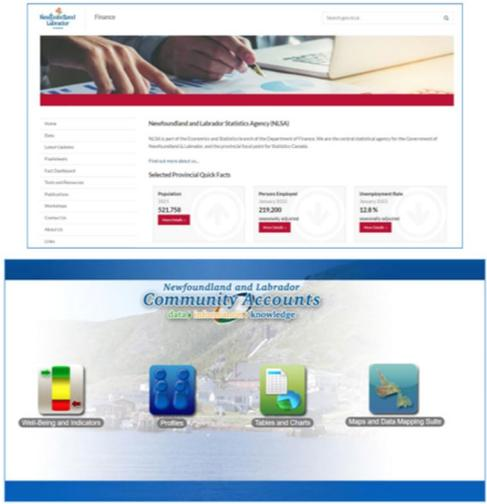 Newfoundland
Labrador
Finance
Search gov.nl.ca
Home
Data
Latest Updates
Fact Dashboard
Tools and Resources
Publications
Workshops
Contact Us
About Us
Links
Newfoundland and Labrador Statistics Agency (NLSA)
NLSA is part of the Economics and Statistics branch of the Department of Finance. We are the central statistical agency for the Government of
Newfoundland & Labrador, and the provincial focal point for Statistics Canada.
Find out more about us...
Selected Provincial Quick Facts
Population
2021
521,758
More Details
Persons Employed
January 2022
219,200
seasonally adjusted
More Details
Unemployment Rate
January 2022
12.8 %
seasonally adjusted
More Details
Newfoundland and Labrador
Community Accounts
data information knowledge
Well-Being and Indicators
Profiles
Tables and Charts
Maps and Data Mapping Suite